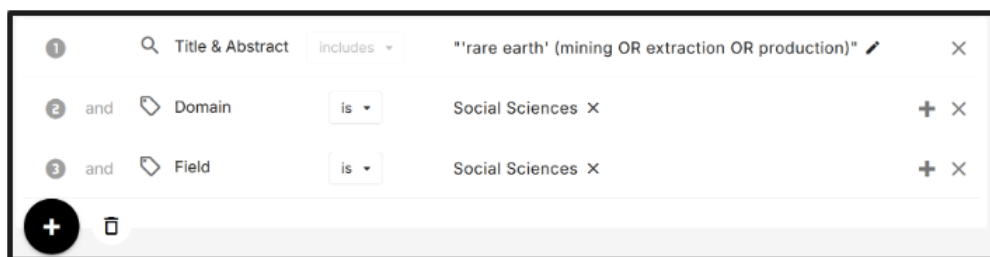 1 Title & Abstract includes "'rare earth' (mining OR extraction OR production)"
2 and Domain is Social Sciences
3 and Field is Social Sciences